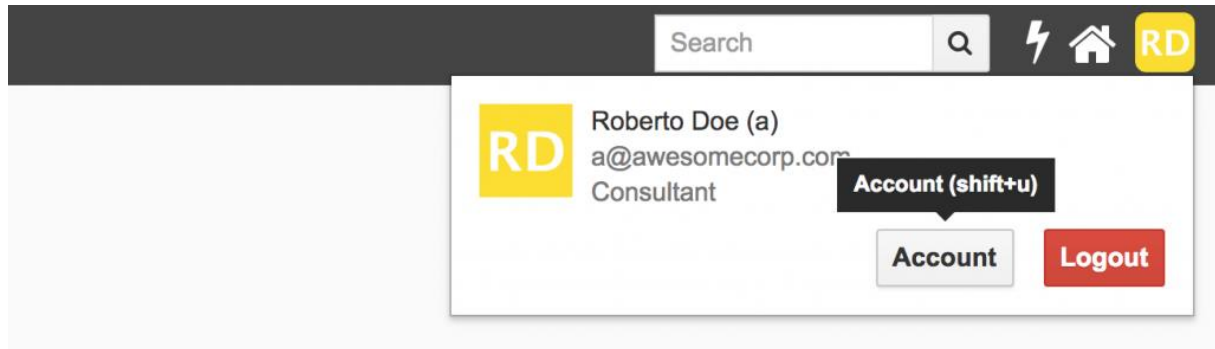 Search
RD
RD
Roberto Doe (a)
a@awesomecorp.com
Consultant
Account (shift+u)
Account
Logout